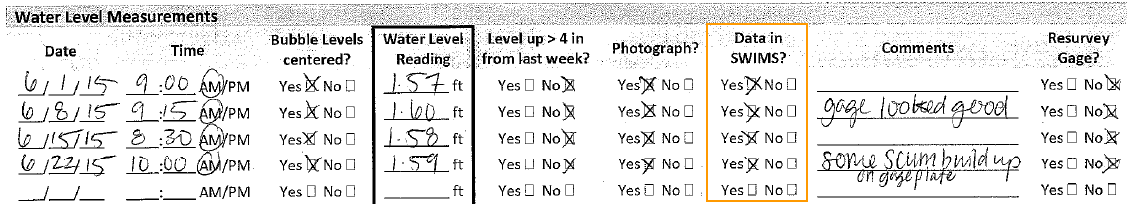 Water Level Measurements
Date Time Bubble Levels centered? Water Level Reading Level up > 4 in from last week? Photograph? Data in SWIMS? Comments Resurvey Gage?
6/1/15 9:00 AM/PM Yes☒ No☐ 1.57 ft Yes☐ No☒ Yes☒ No☐ Yes☒ No☐ Yes☐ No☒
6/8/15 9:15 AM/PM Yes☒ No☐ 1.60 ft Yes☐ No☒ Yes☒ No☐ Yes☒ No☐ gage looked good Yes☐ No☒
6/15/15 8:30 AM/PM Yes☒ No☐ 1.58 ft Yes☐ No☒ Yes☒ No☐ Yes☒ No☐ Yes☐ No☒
6/22/15 10:00 AM/PM Yes☒ No☐ 1.59 ft Yes☐ No☒ Yes☒ No☐ Yes☒ No☐ some scum build up on gage plate Yes☐ No☒
_/_/_ _:_ AM/PM Yes☐ No☐ ____ ft Yes☐ No☐ Yes☐ No☐ Yes☐ No☐ Yes☐ No☐